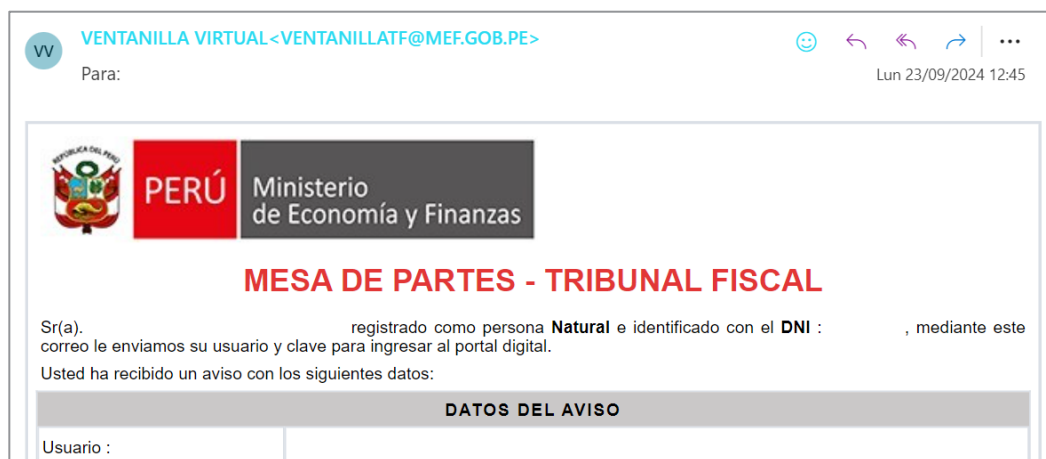 VV
VENTANILLA VIRTUAL<VENTANILLATF@MEF.GOB.PE>
Para:
Lun 23/09/2024 12:45
REPÚBLICA DEL PERÚ
PERÚ
Ministerio
de Economía y Finanzas
MESA DE PARTES - TRIBUNAL FISCAL
Sr(a). registrado como persona Natural e identificado con el DNI : , mediante este
correo le enviamos su usuario y clave para ingresar al portal digital.
Usted ha recibido un aviso con los siguientes datos:
DATOS DEL AVISO
Usuario :